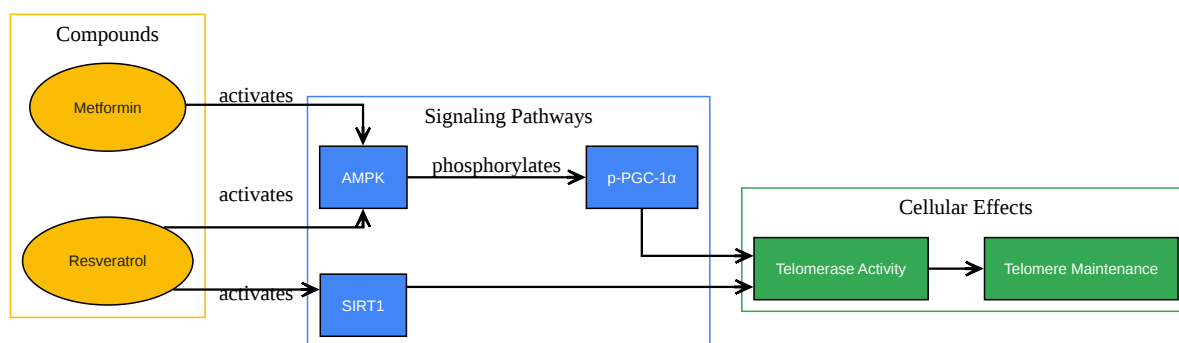 Compounds
Metformin
activates
Signaling Pathways
AMPK
phosphorylates
p-PGC-1α
activates
Cellular Effects
Resveratrol
Telomerase Activity
Telomere Maintenance
activates
SIRT1